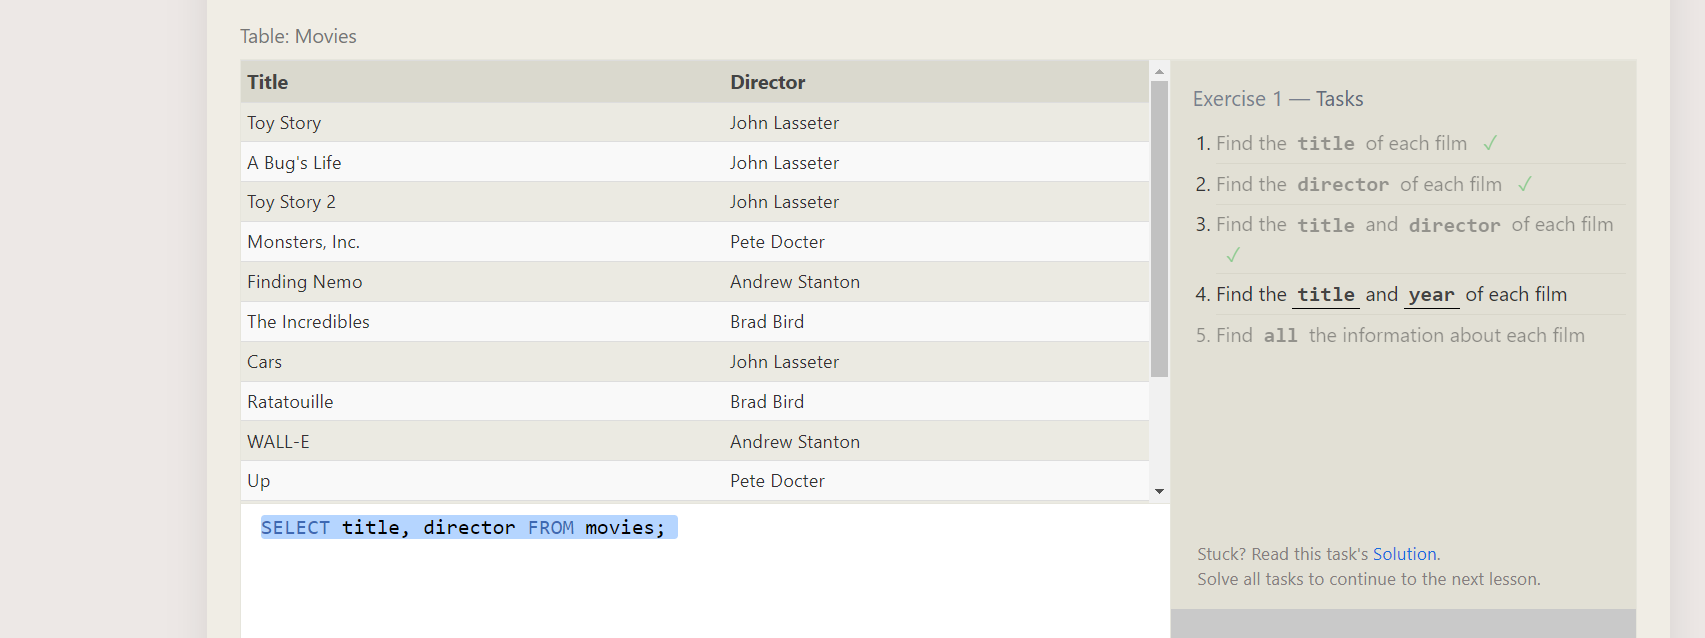 Table: Movies
Title Director
Toy Story John Lasseter
A Bug's Life John Lasseter
Toy Story 2 John Lasseter
Monsters, Inc. Pete Docter
Finding Nemo Andrew Stanton
The Incredibles Brad Bird
Cars John Lasseter
Ratatouille Brad Bird
WALL-E Andrew Stanton
Up Pete Docter
SELECT title, director FROM movies;
Exercise 1 — Tasks
1. Find the title of each film ✓
2. Find the director of each film ✓
3. Find the title and director of each film
✓
4. Find the title and year of each film
5. Find all the information about each film
Stuck? Read this task's Solution.
Solve all tasks to continue to the next lesson.